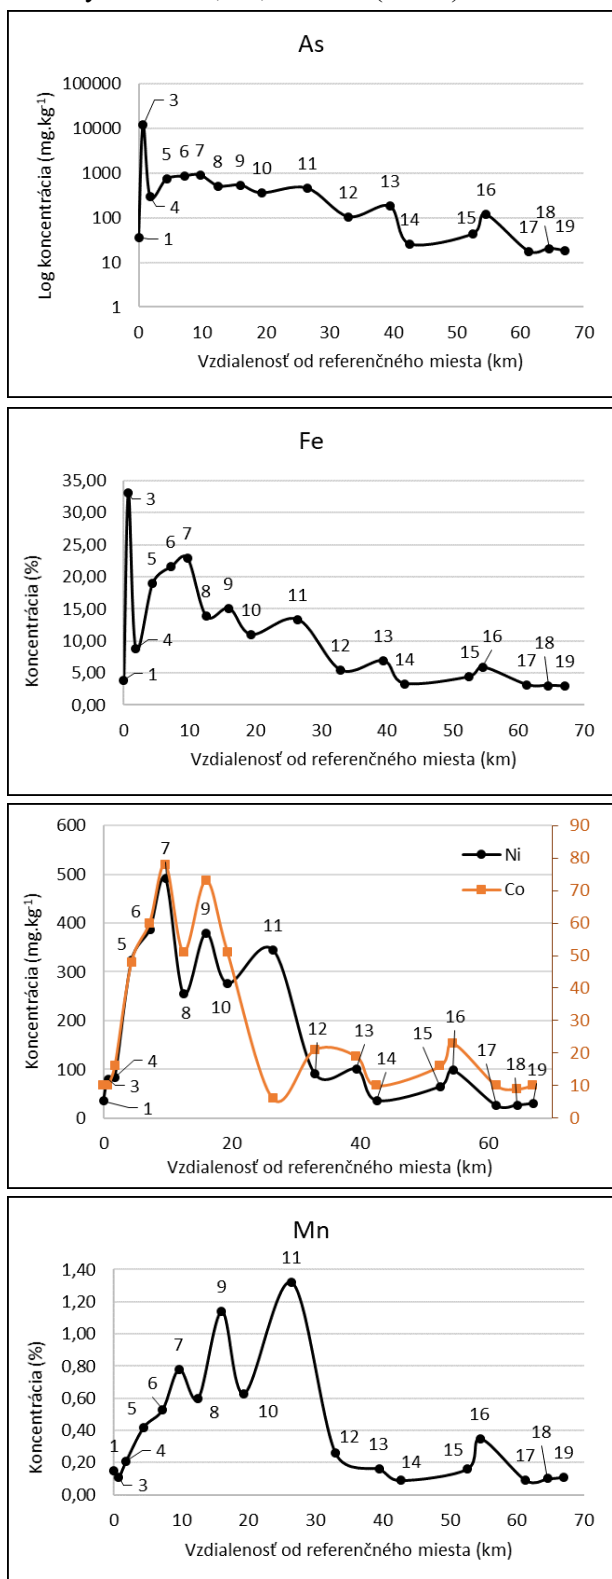 As
Log koncentrácia (mg.kg⁻¹)
100000
10000
1000
100
10
1
3
5 6 7
8 9 10 11
4
1
12 13
14
15 16
17 18 19
0 10 20 30 40 50 60 70
Vzdialenosť od referenčného miesta (km)
Fe
Koncentrácia (%)
35,00
30,00
25,00
20,00
15,00
10,00
5,00
0,00
3
5 6 7
8 9 10 11
4
1
12 13 14
15 16
17 18 19
0 10 20 30 40 50 60 70
Vzdialenosť od referenčného miesta (km)
Koncentrácia (mg.kg⁻¹)
600
500
400
300
200
100
0
Ni
Co
90
80
70
60
50
40
30
20
10
0
7
6
5
9
11
8
10
4
3
1
12 13 14
15 16
17 18 19
0 20 40 60
Vzdialenosť od referenčného miesta (km)
Mn
Koncentrácia (%)
1,40
1,20
1,00
0,80
0,60
0,40
0,20
0,00
11
9
7
6
5
8 10
1
4
3
12 13 14
15 16
17 18 19
0 10 20 30 40 50 60 70
Vzdialenosť od referenčného miesta (km)